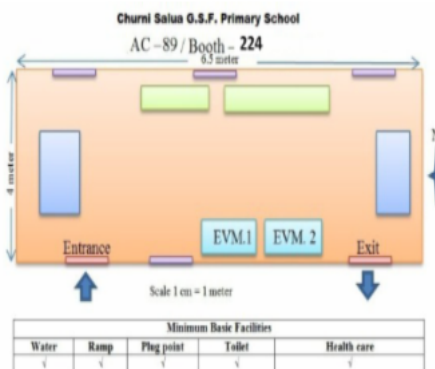 Churni Salua G.S.F. Primary School
AC – 89 / Booth – 224
6.5 meter
4 meter
EVM.1 EVM. 2
Entrance Exit
Scale 1 cm = 1 meter
Minimum Basic Facilities
Water Ramp Plug point Toilet Health care
√ √ √ √ √